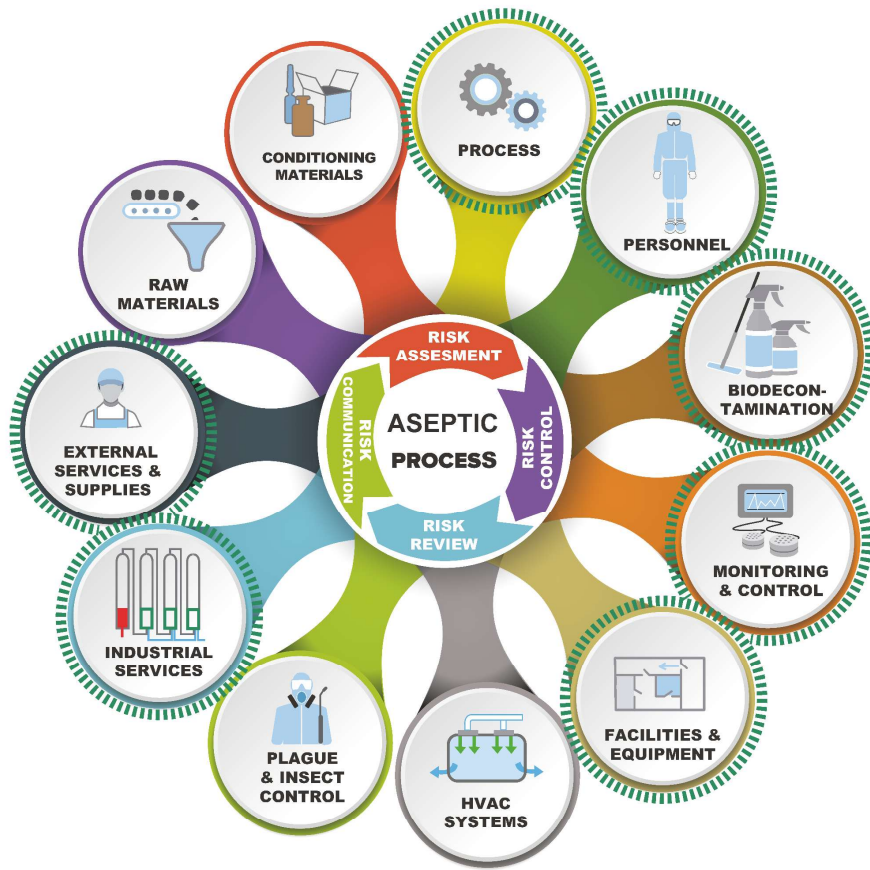 PROCESS
PERSONNEL
BIODECON-
TAMINATION
MONITORING
& CONTROL
FACILITIES &
EQUIPMENT
HVAC
SYSTEMS
PLAGUE
& INSECT
CONTROL
INDUSTRIAL
SERVICES
EXTERNAL
SERVICES &
SUPPLIES
RAW
MATERIALS
CONDITIONING
MATERIALS
RISK
ASSESMENT
RISK
CONTROL
RISK
REVIEW
RISK
COMMUNICATION
ASEPTIC
PROCESS